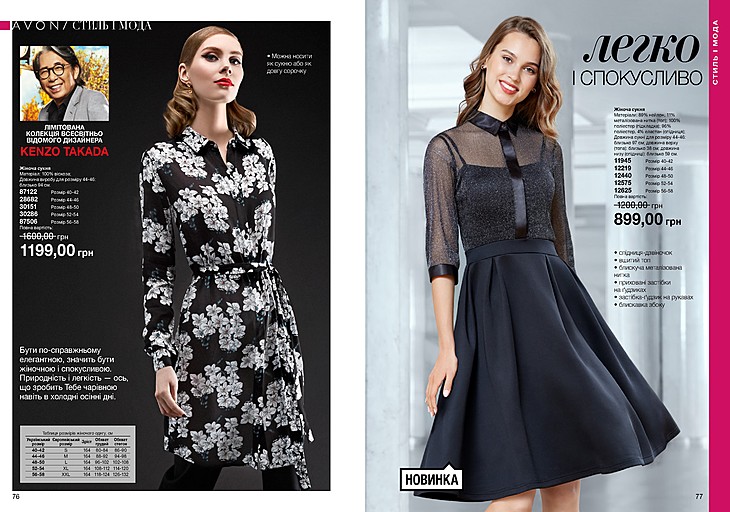 AVON / СТИЛЬ І МОДА
ЛІМІТОВАНА
КОЛЕКЦІЯ ВСЕСВІТНЬО
ВІДОМОГО ДИЗАЙНЕРА
KENZO TAKADA
Жіноча сукня
Матеріал: 100% віскоза.
Довжина виробу для розміру 44-46:
близько 94 см.
87122 Розмір 40-42
28682 Розмір 44-46
30151 Розмір 48-50
30286 Розмір 52-54
87506 Розмір 56-58
Повна вартість:
1600,00 грн
1199,00 грн
• Можна носити
як сукню або як
довгу сорочку
Бути по-справжньому
елегантною, значить бути
жіночною і спокусливою.
Природність і легкість — ось,
що зробить Тебе чарівною
навіть в холодні осінні дні.
Таблиця розмірів жіночого одягу, см
Український розмір Європейський розмір Зріст Обхват грудей Обхват стегон
40-42 S 164 80-84 86-90
44-46 M 164 88-92 94-98
48-50 L 164 96-102 102-108
52-54 XL 164 108-112 114-120
56-58 XXL 164 118-124 126-132
76
легко
І СПОКУСЛИВО
СТИЛЬ І МОДА
Жіноча сукня
Матеріали: 89% нейлон, 11%
металізована нитка (топ); 100%
поліестер (підкладка); 96%
поліестер, 4% еластан (спідниця).
Довжина сукні для розміру 44-46:
близько 97 см; довжина верху
(топа): близько 38 см; довжина
низу (спідниці): близько 59 см.
11945 Розмір 40-42
12219 Розмір 44-46
12440 Розмір 48-50
12575 Розмір 52-54
12625 Розмір 56-58
Повна вартість:
1200,00 грн
899,00 грн
• спідниця-дзвіночок
• вшитий топ
• блискуча металізована
нитка
• приховані застібки
на ґудзиках
• застібка-ґудзик на рукавах
• блискавка збоку
НОВИНКА
77